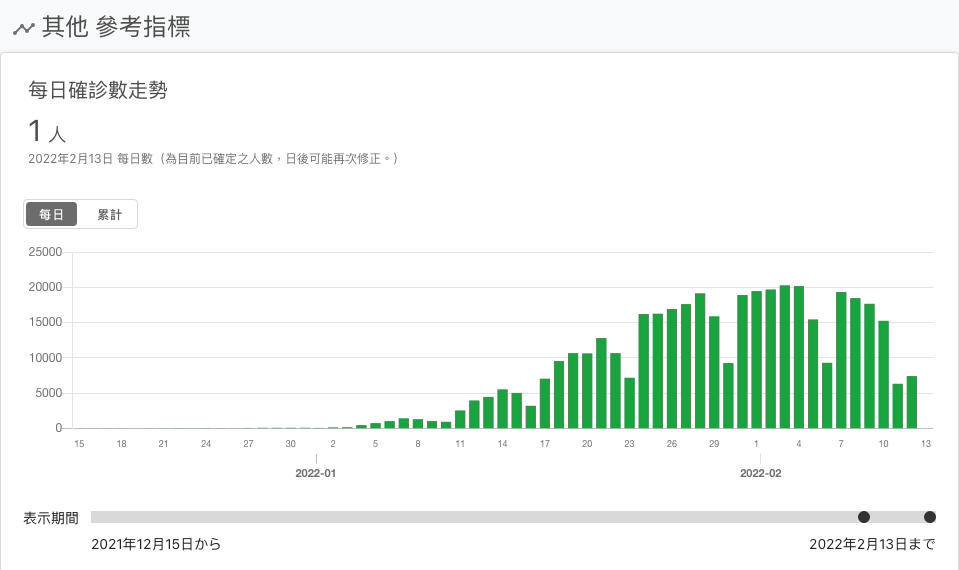 其他 參考指標
每日確診數走勢
1 人
2022年2月13日 每日數（為目前已確定之人數，日後可能再次修正。）
每日 累計
25000
20000
15000
10000
5000
0
15 18 21 24 27 30 2 5 8 11 14 17 20 23 26 29 1 4 7 10 13
2022-01 2022-02
表示期間
2021年12月15日から 2022年2月13日まで